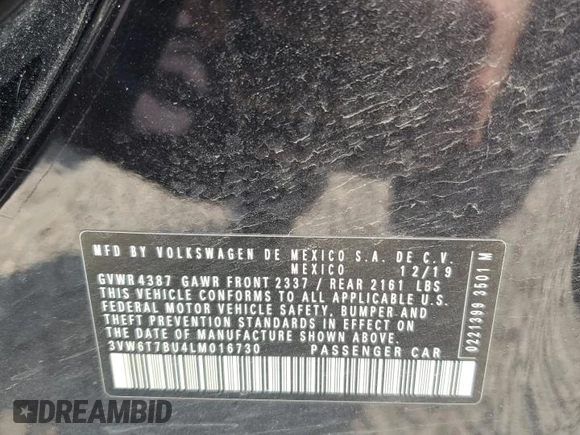 MFD BY VOLKSWAGEN DE MEXICO S.A. DE C.V.
MEXICO 12/19
GVWR4387 GAWR FRONT 2337 / REAR 2161 LBS
THIS VEHICLE CONFORMS TO ALL APPLICABLE U.S.
FEDERAL MOTOR VEHICLE SAFETY, BUMPER AND
THEFT PREVENTION STANDARDS IN EFFECT ON
THE DATE OF MANUFACTURE SHOWN ABOVE.
3VW6T7BU4LM016730 PASSENGER CAR
0221399 3501 M
DREAMBID